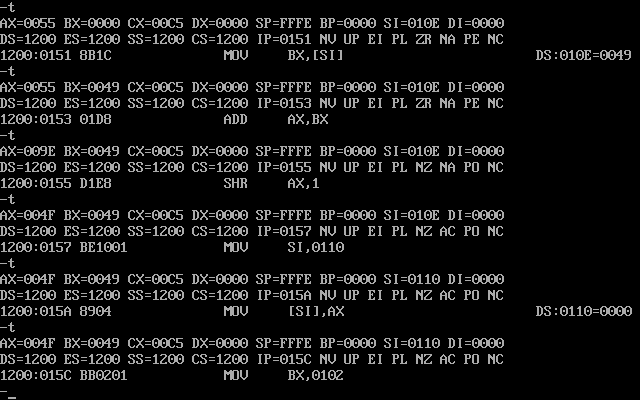 -t
AX=0055 BX=0000 CX=00C5 DX=0000 SP=FFFE BP=0000 SI=010E DI=0000
DS=1200 ES=1200 SS=1200 CS=1200 IP=0151 NV UP EI PL ZR NA PE NC
1200:0151 8B1C MOV BX,[SI] DS:010E=0049
-t
AX=0055 BX=0049 CX=00C5 DX=0000 SP=FFFE BP=0000 SI=010E DI=0000
DS=1200 ES=1200 SS=1200 CS=1200 IP=0153 NV UP EI PL ZR NA PE NC
1200:0153 01D8 ADD AX,BX
-t
AX=009E BX=0049 CX=00C5 DX=0000 SP=FFFE BP=0000 SI=010E DI=0000
DS=1200 ES=1200 SS=1200 CS=1200 IP=0155 NV UP EI PL NZ NA PO NC
1200:0155 D1E8 SHR AX,1
-t
AX=004F BX=0049 CX=00C5 DX=0000 SP=FFFE BP=0000 SI=010E DI=0000
DS=1200 ES=1200 SS=1200 CS=1200 IP=0157 NV UP EI PL NZ AC PO NC
1200:0157 BE1001 MOV SI,0110
-t
AX=004F BX=0049 CX=00C5 DX=0000 SP=FFFE BP=0000 SI=0110 DI=0000
DS=1200 ES=1200 SS=1200 CS=1200 IP=015A NV UP EI PL NZ AC PO NC
1200:015A 8904 MOV [SI],AX DS:0110=0000
-t
AX=004F BX=0049 CX=00C5 DX=0000 SP=FFFE BP=0000 SI=0110 DI=0000
DS=1200 ES=1200 SS=1200 CS=1200 IP=015C NV UP EI PL NZ AC PO NC
1200:015C BB0201 MOV BX,0102
-_